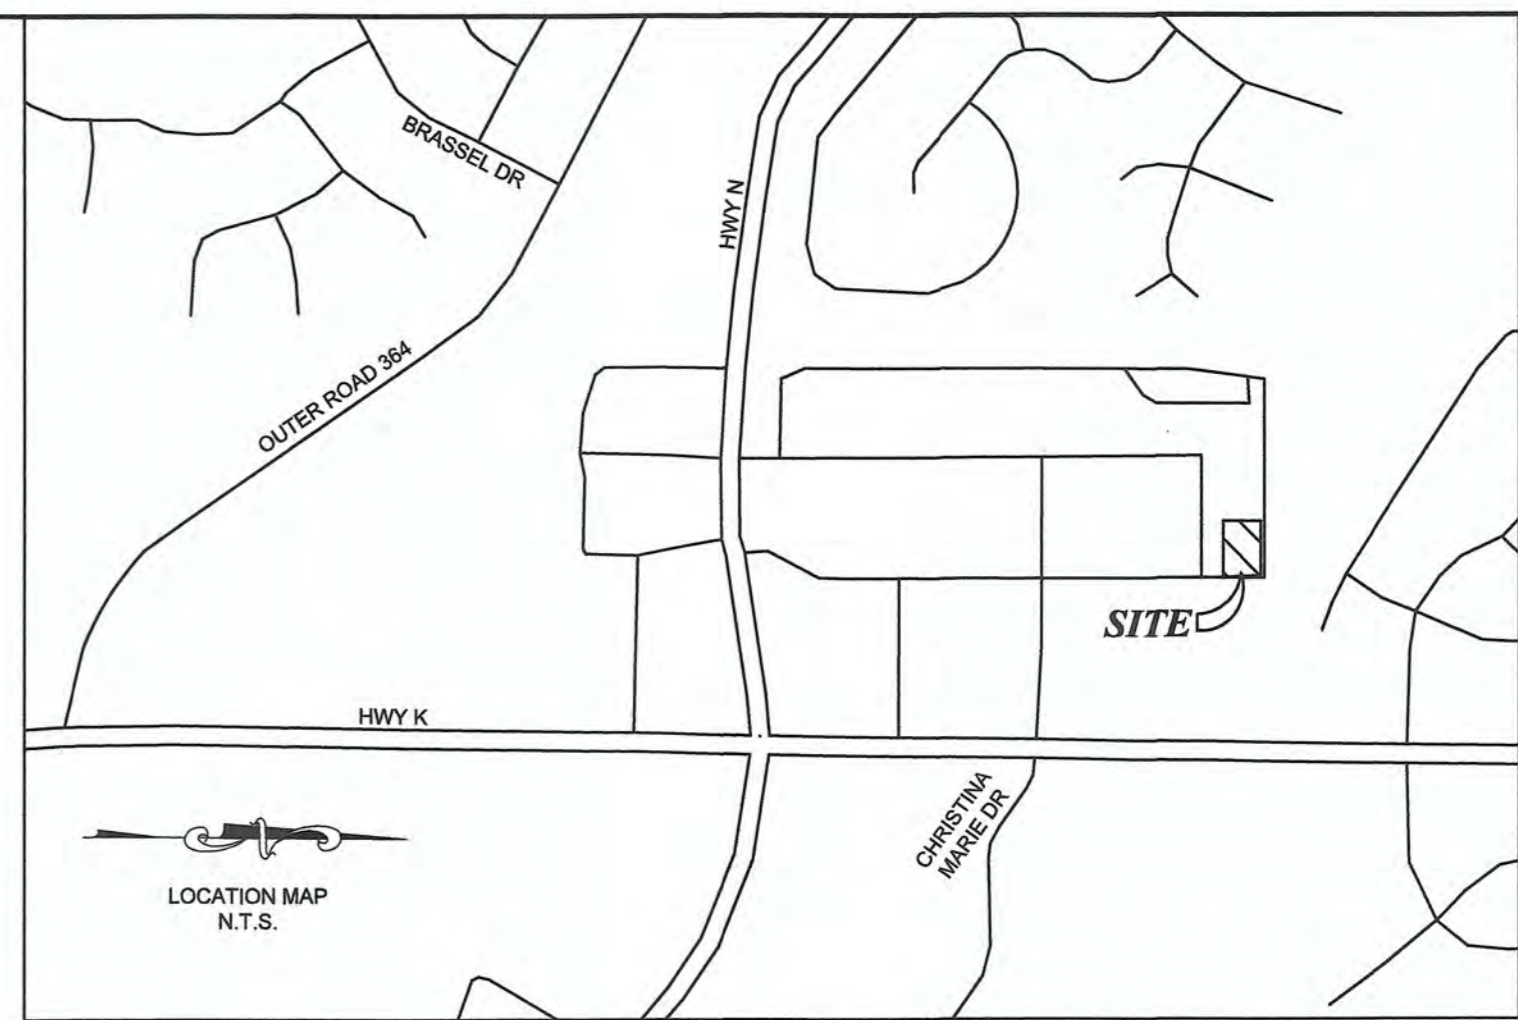 BRASSEL DR
HWY N
OUTER ROAD 364
SITE
HWY K
CHRISTINA
MARIE DR
LOCATION MAP
N.T.S.